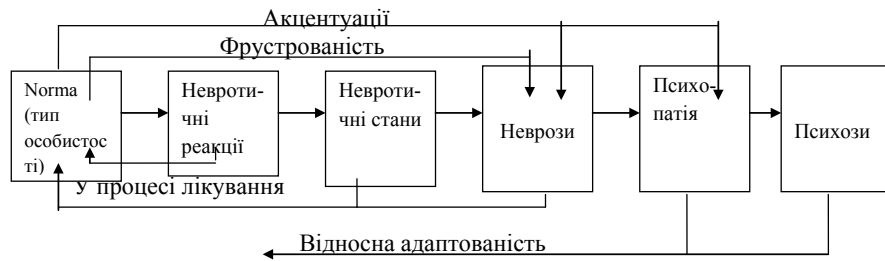 Акцентуації
Фрустрованість
Norma
(тип
особистос
ті)
Невроти-
чні
реакції
Невроти-
чні стани
Неврози
Психо-
патія
Психози
У процесі лікування
Відносна адаптованість